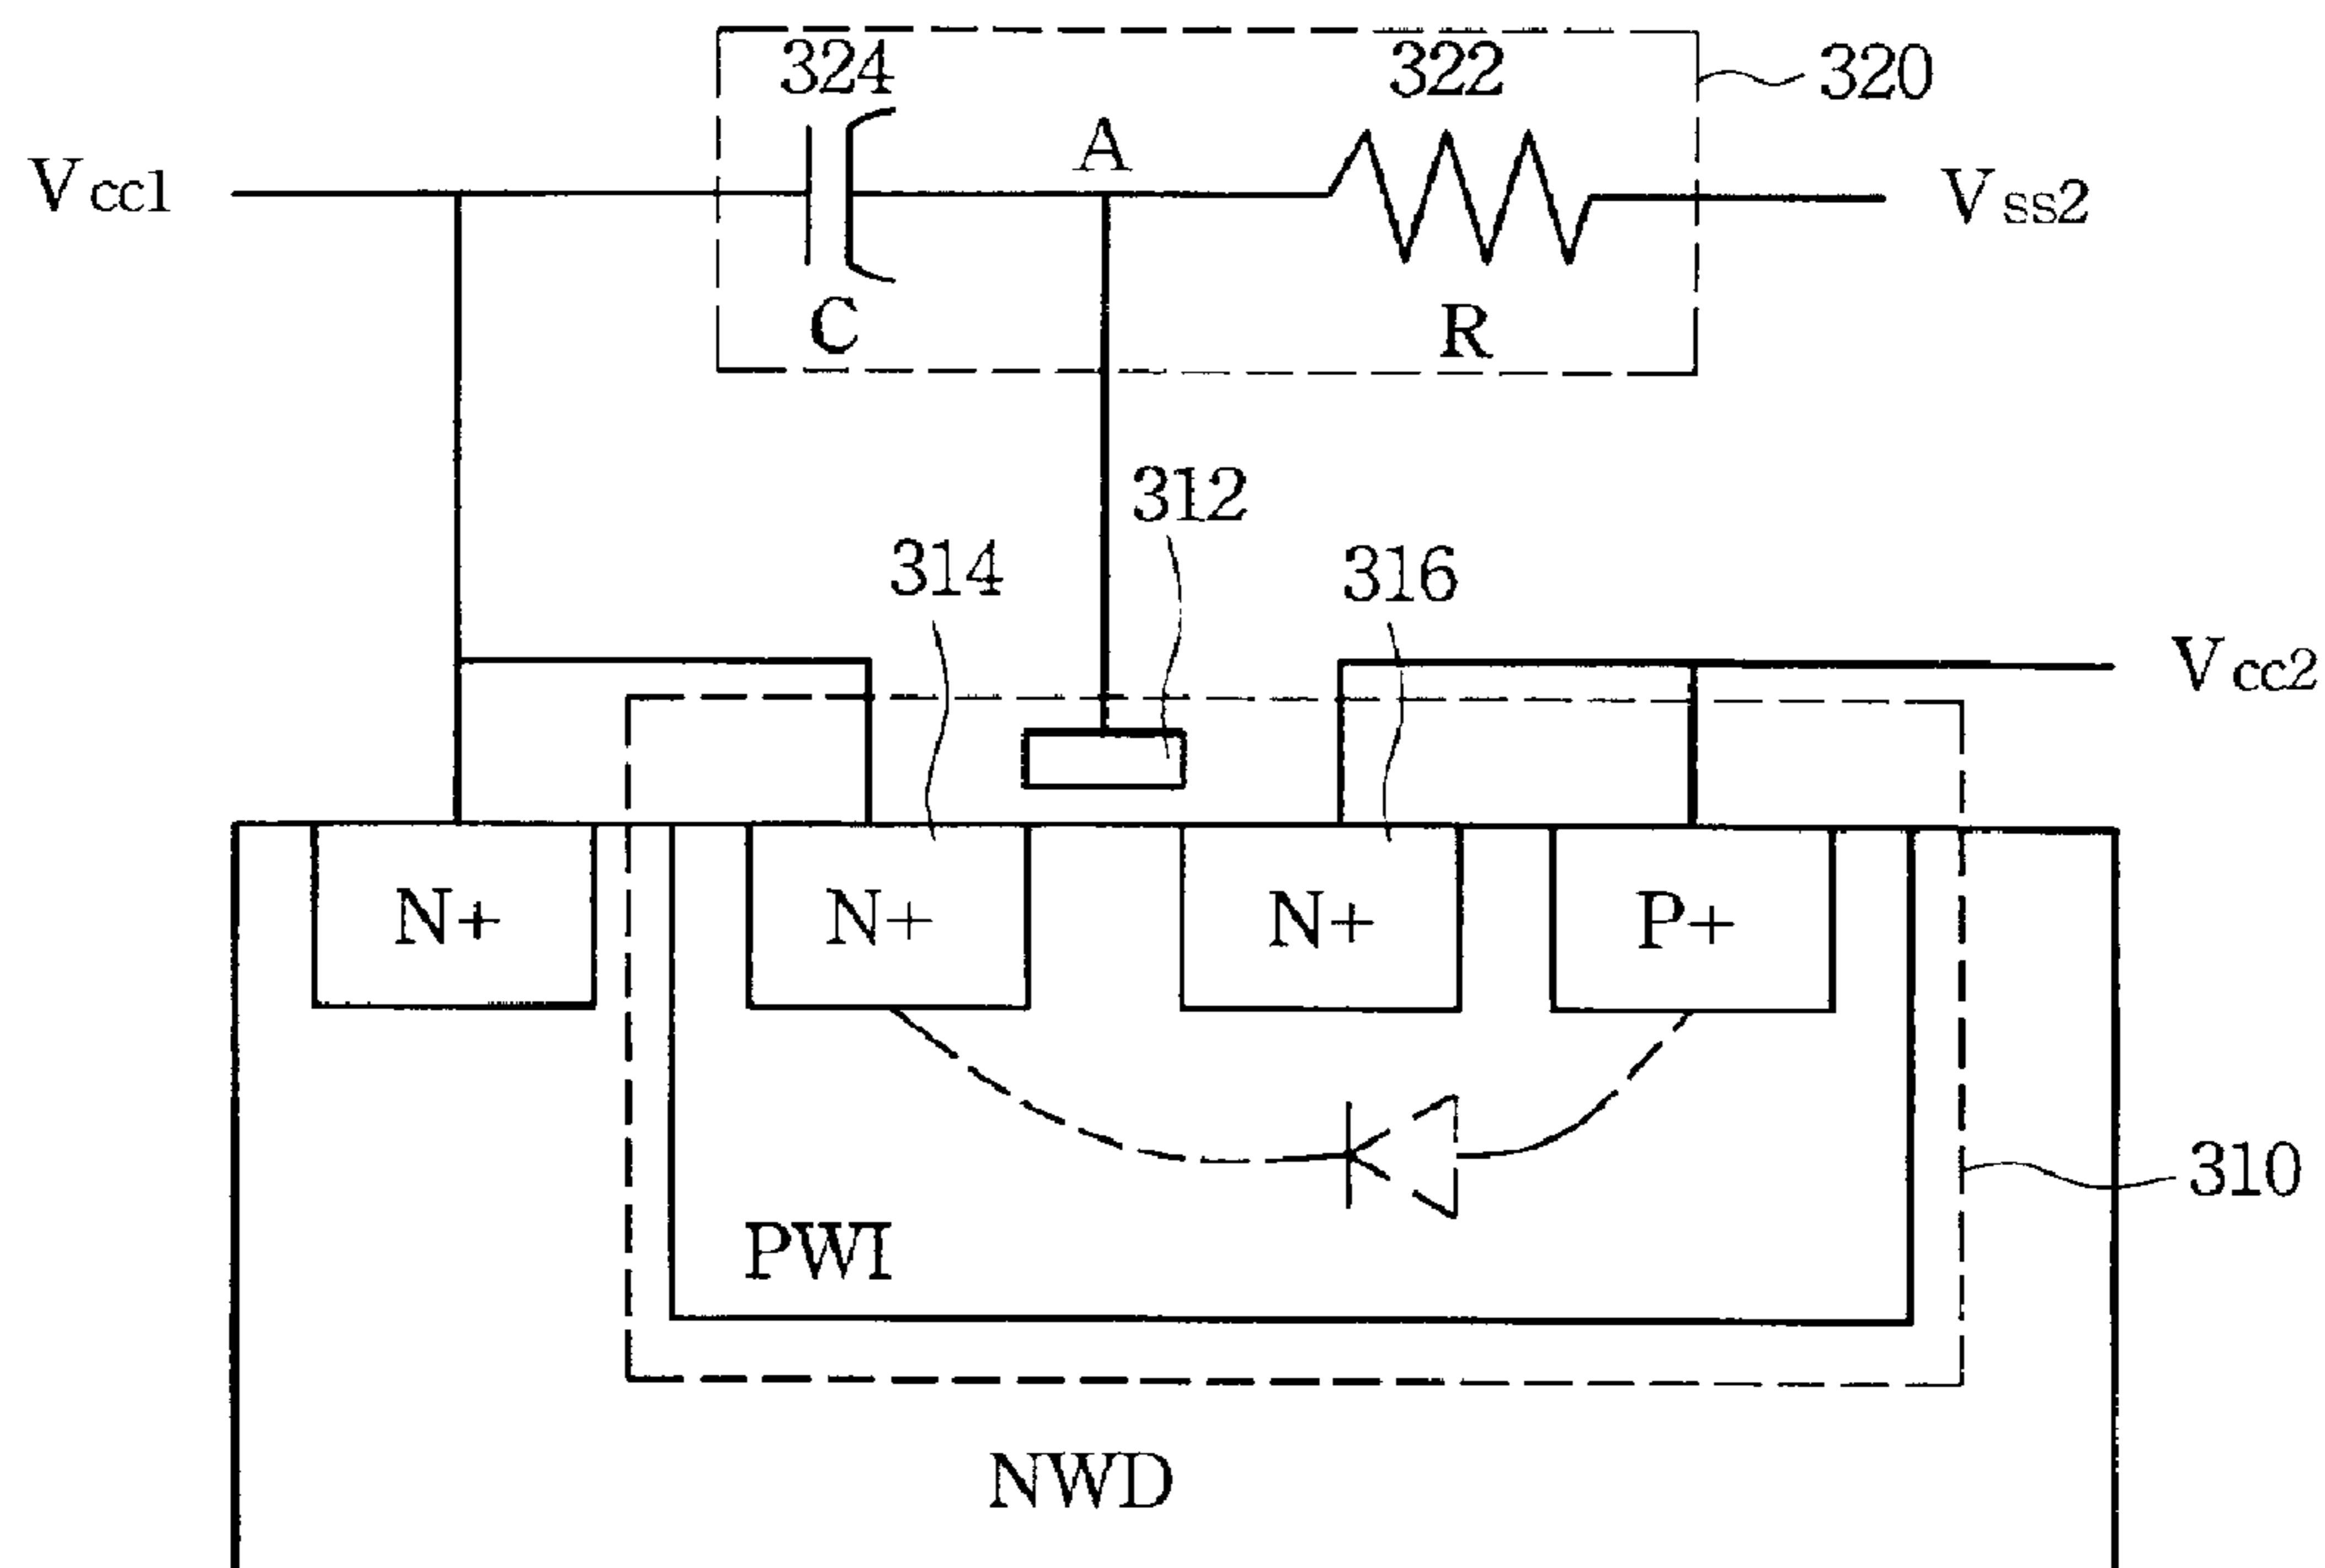 324
322
320
A
Vcc1
Vss2
C
R
312
314
316
Vcc2
N+
N+
N+
P+
310
PWI
NWD